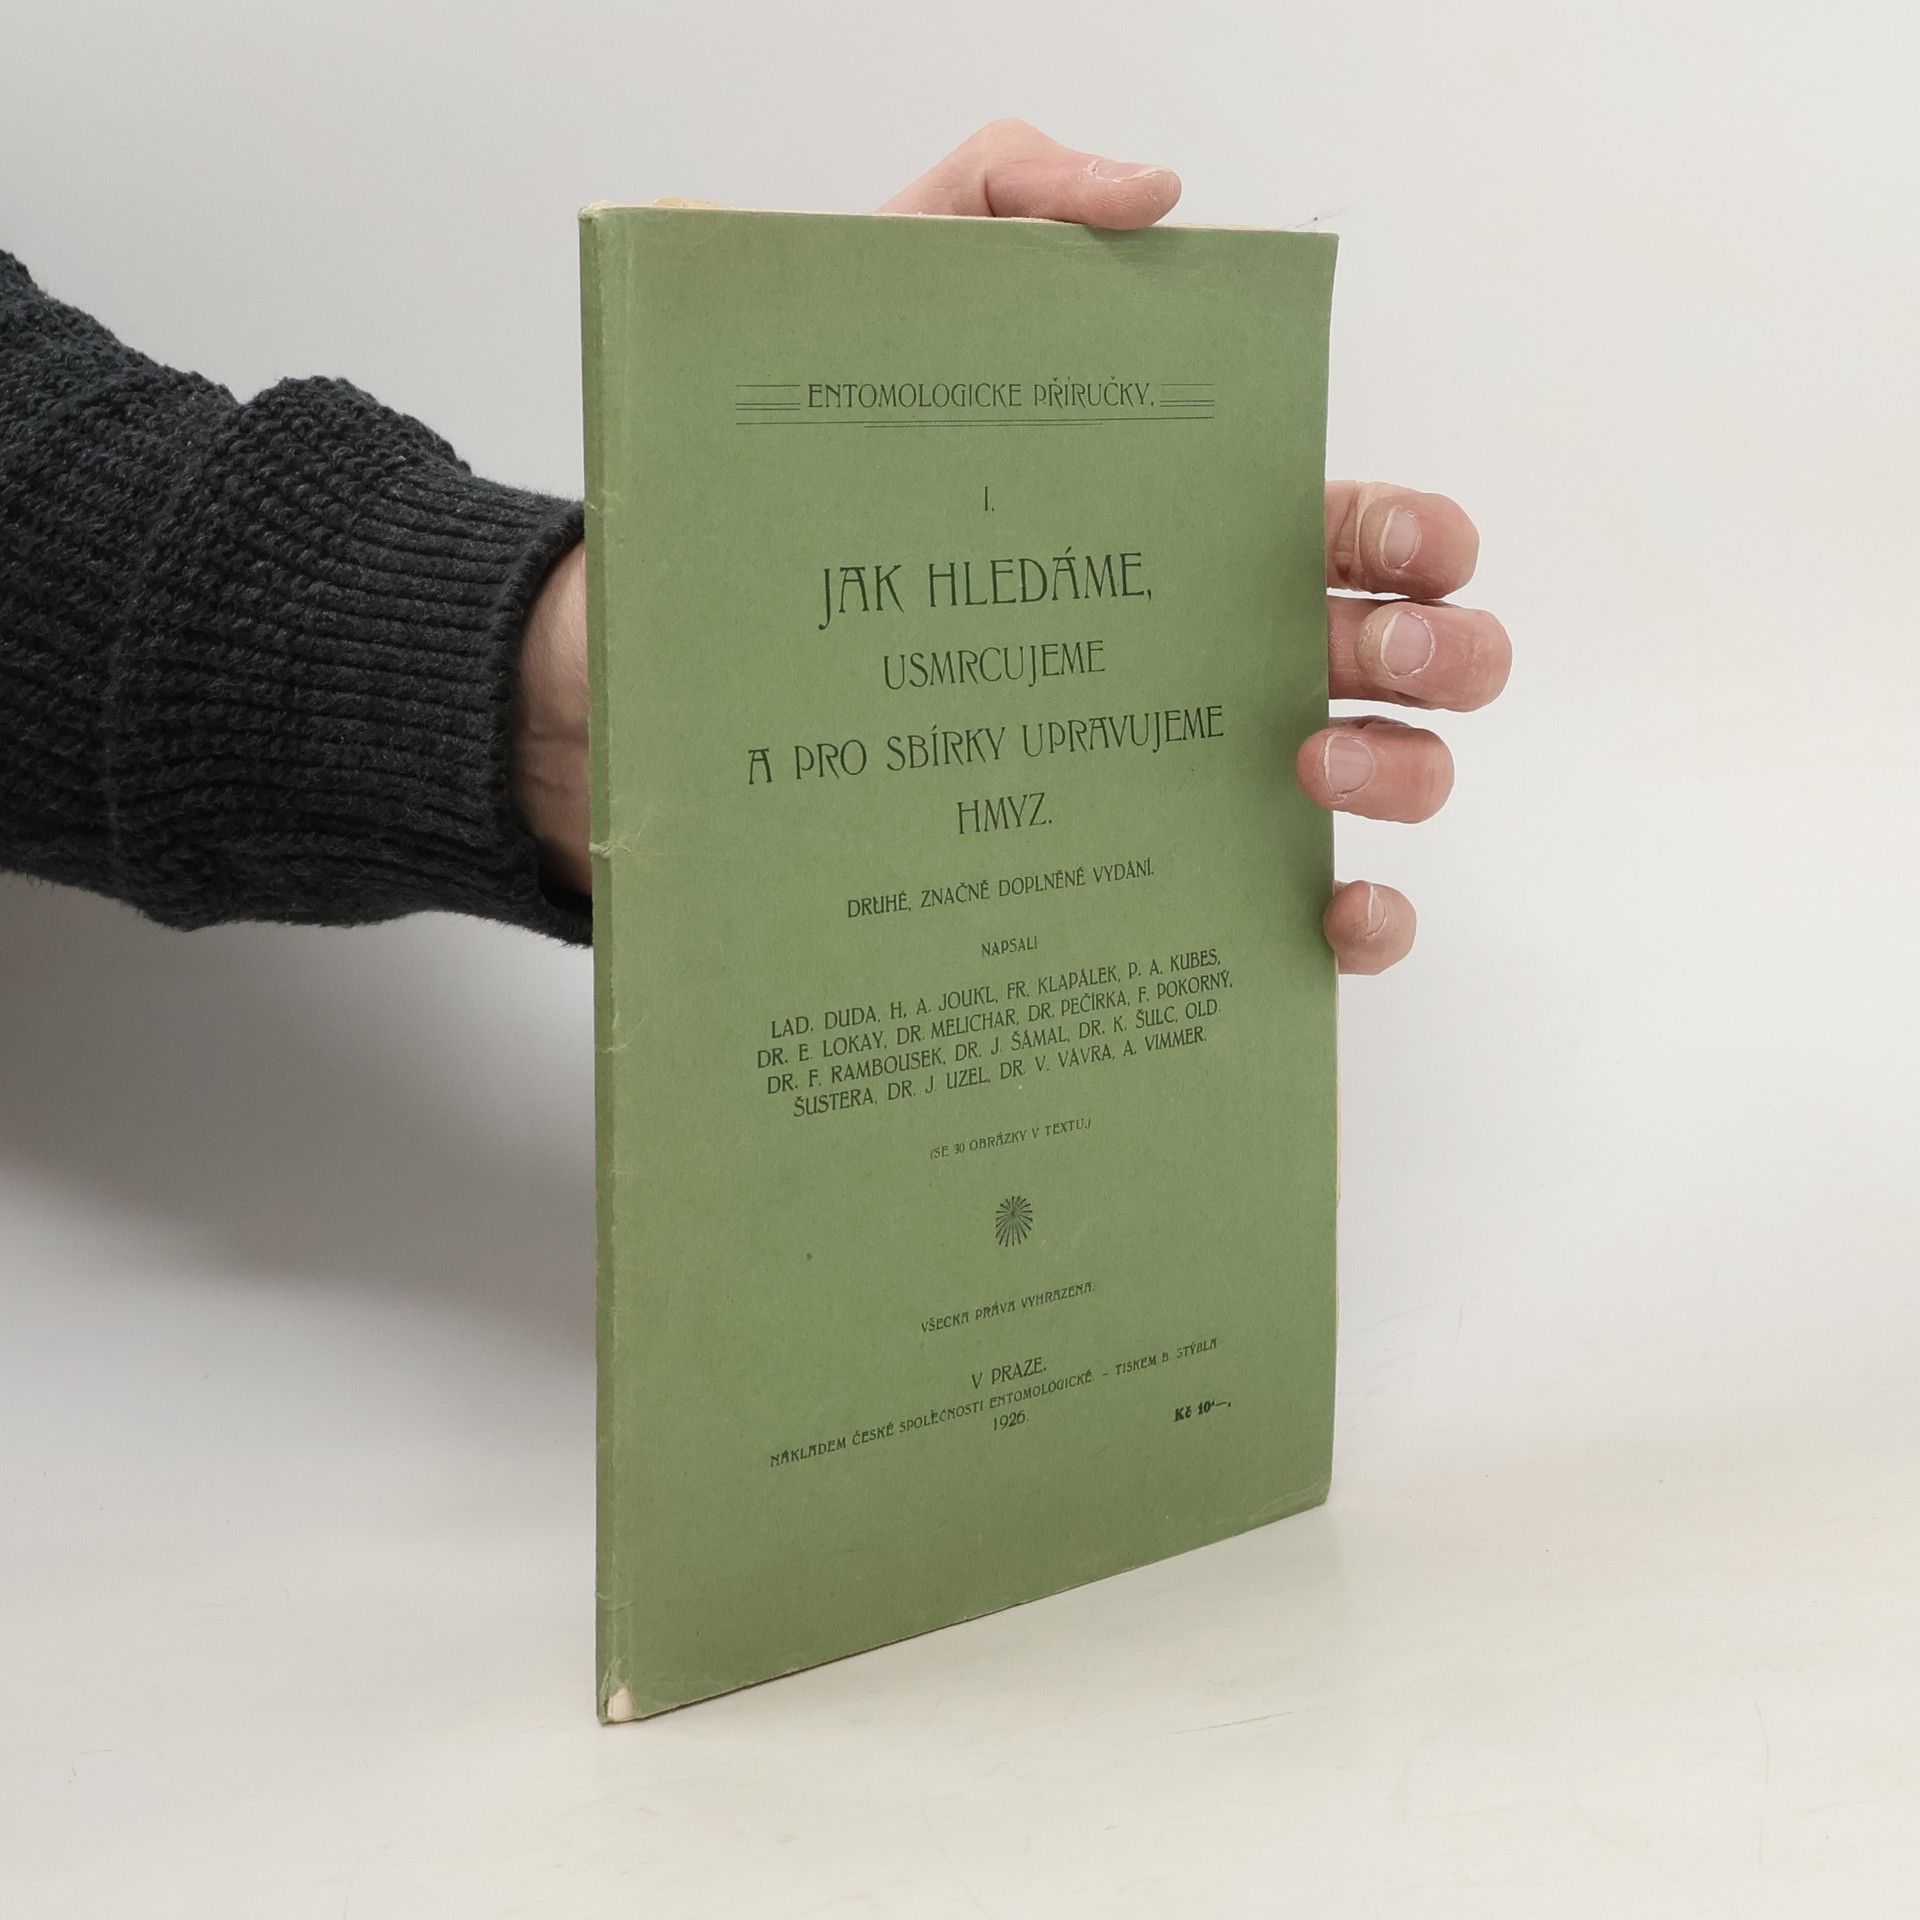 ENTOMOLOGICKE PŘÍRUČKY.
I.
JAK HLEDÁME,
USMRCUJEME
A PRO SBÍRKY UPRAVUJEME
HMYZ.
DRUHÉ, ZNAČNĚ DOPLNĚNÉ VYDÁNÍ.
NAPSALI
LAD. DUDA, H. A. JOUKL, FR. KLAPÁLEK, P. A. KUBES,
DR. E. LOKAY, DR. MELICHAR, DR. PEČÍRKA, F. POKORNÝ,
DR. F. RAMBOUSEK, DR. J. ŠÁMAL, DR. K. ŠULC, OLD.
ŠUSTERA, DR. J. UZEL, DR. V. VÁVRA, A. VIMMER.
(SE 30 OBRÁZKY V TEXTU.)
VŠECKA PRÁVA VYHRAZENA.
V PRAZE.
NÁKLADEM ČESKÉ SPOLEČNOSTI ENTOMOLOGICKÉ. – TISKEM B. STÝBLA
1926.
Kč 10'—.